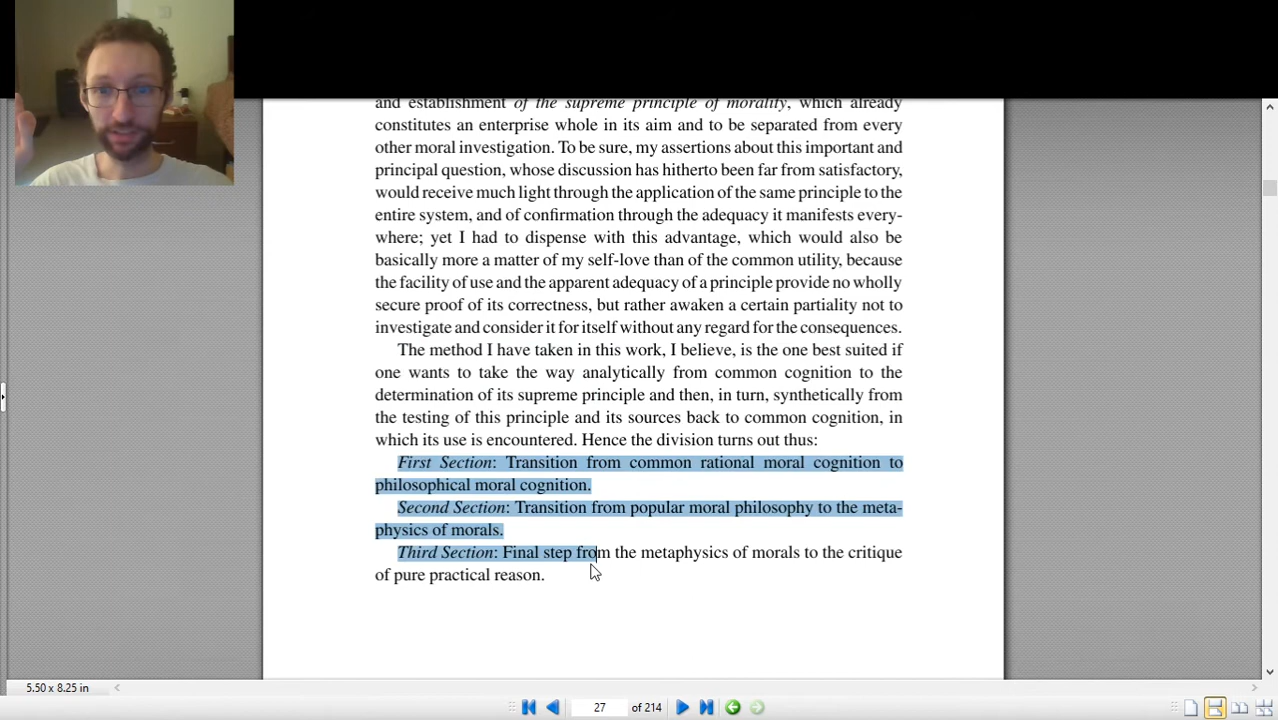 and establishment of the supreme principle of morality, which already
constitutes an enterprise whole in its aim and to be separated from every
other moral investigation. To be sure, my assertions about this important and
principal question, whose discussion has hitherto been far from satisfactory,
would receive much light through the application of the same principle to the
entire system, and of confirmation through the adequacy it manifests every-
where; yet I had to dispense with this advantage, which would also be
basically more a matter of my self-love than of the common utility, because
the facility of use and the apparent adequacy of a principle provide no wholly
secure proof of its correctness, but rather awaken a certain partiality not to
investigate and consider it for itself without any regard for the consequences.
The method I have taken in this work, I believe, is the one best suited if
one wants to take the way analytically from common cognition to the
determination of its supreme principle and then, in turn, synthetically from
the testing of this principle and its sources back to common cognition, in
which its use is encountered. Hence the division turns out thus:
First Section: Transition from common rational moral cognition to
philosophical moral cognition.
Second Section: Transition from popular moral philosophy to the meta-
physics of morals.
Third Section: Final step from the metaphysics of morals to the critique
of pure practical reason.
5.50 x 8.25 in
27 of 214